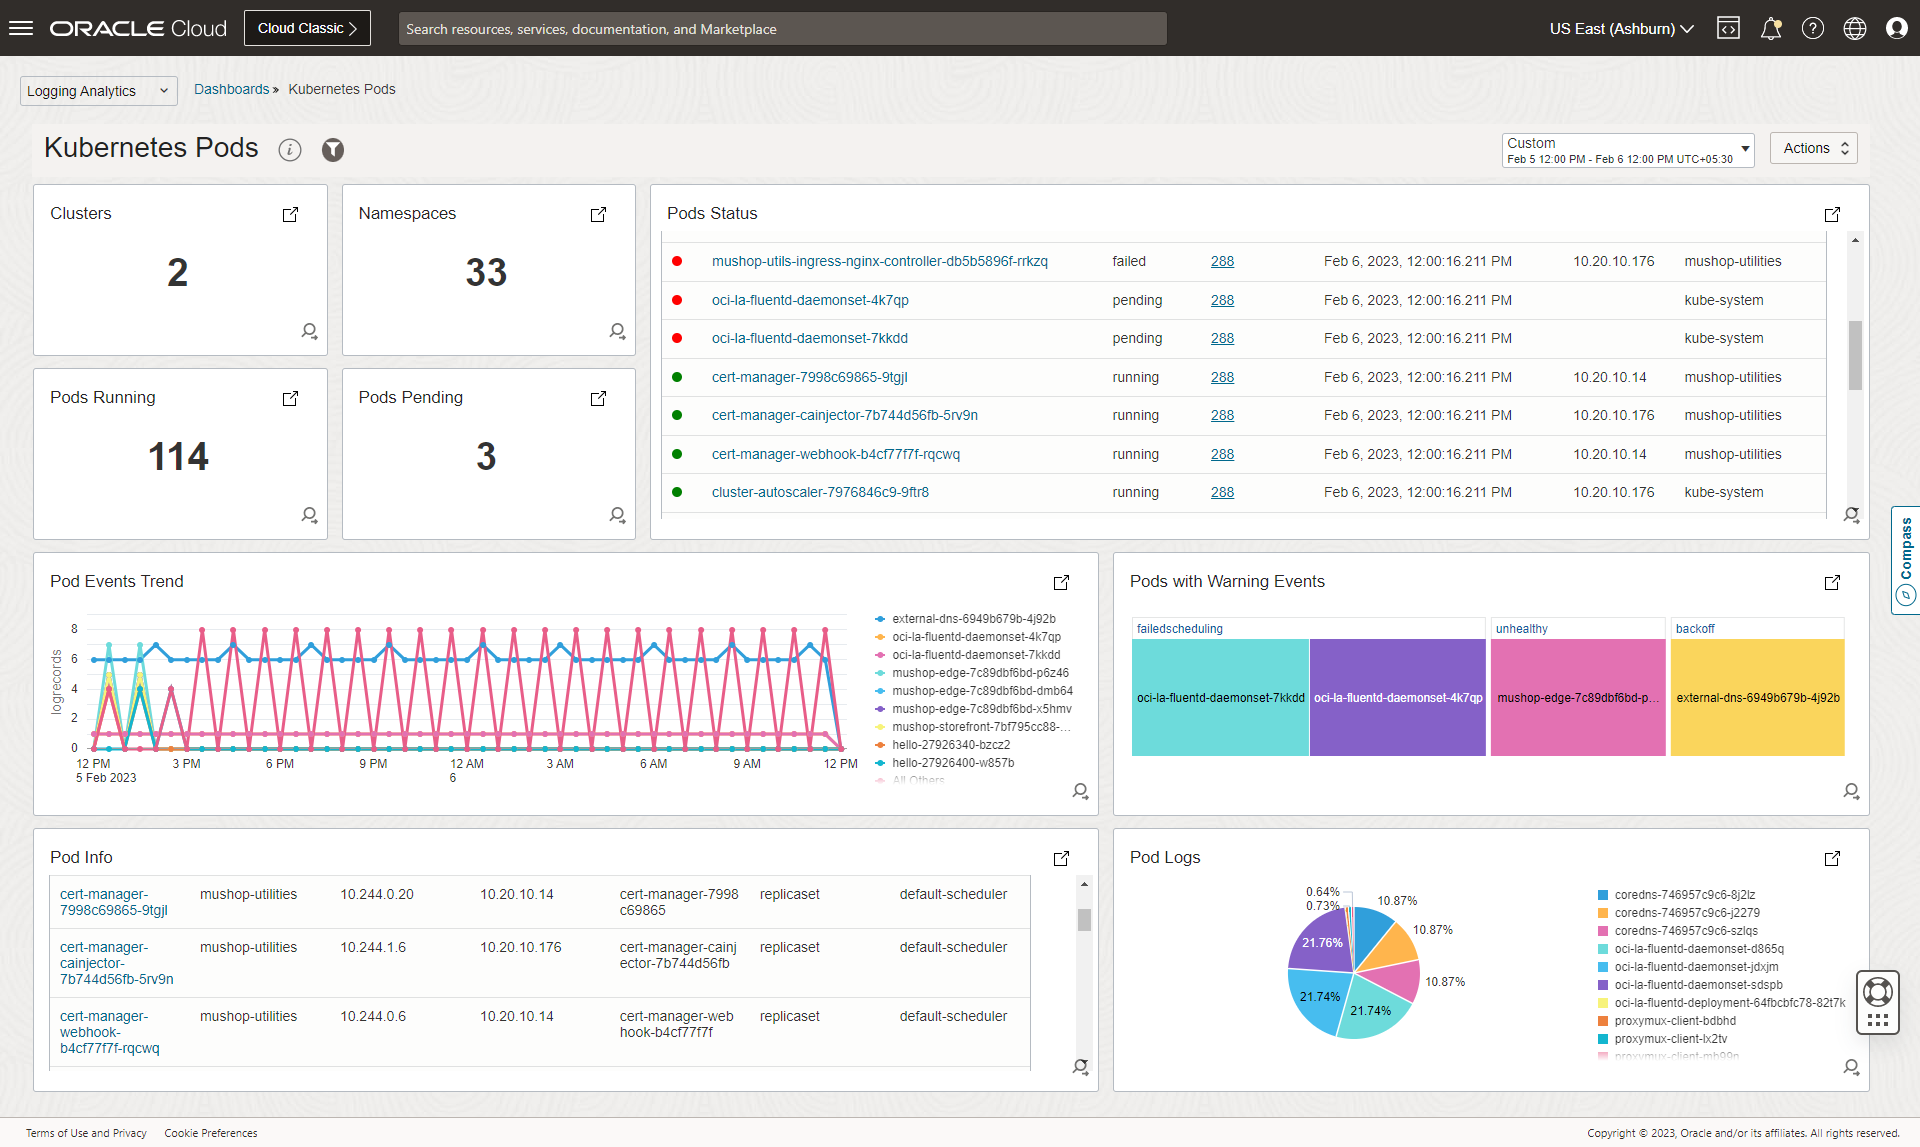 ORACLE Cloud
Cloud Classic
Search resources, services, documentation, and Marketplace
US East (Ashburn)
Logging Analytics
Dashboards » Kubernetes Pods
Kubernetes Pods
Custom
Feb 5 12:00 PM - Feb 6 12:00 PM UTC+05:30
Actions
Clusters
2
Namespaces
33
Pods Running
114
Pods Pending
3
Pods Status
mushop-utils-ingress-nginx-controller-db5b5896f-rrkzq failed 288 Feb 6, 2023, 12:00:16.211 PM 10.20.10.176 mushop-utilities
oci-la-fluentd-daemonset-4k7qp pending 288 Feb 6, 2023, 12:00:16.211 PM kube-system
oci-la-fluentd-daemonset-7kkdd pending 288 Feb 6, 2023, 12:00:16.211 PM kube-system
cert-manager-7998c69865-9tgjl running 288 Feb 6, 2023, 12:00:16.211 PM 10.20.10.14 mushop-utilities
cert-manager-cainjector-7b744d56fb-5rv9n running 288 Feb 6, 2023, 12:00:16.211 PM 10.20.10.176 mushop-utilities
cert-manager-webhook-b4cf77f7f-rqcwq running 288 Feb 6, 2023, 12:00:16.211 PM 10.20.10.14 mushop-utilities
cluster-autoscaler-7976846c9-9ftr8 running 288 Feb 6, 2023, 12:00:16.211 PM 10.20.10.176 kube-system
Compass
Pod Events Trend
logrecords
8
6
4
2
0
12 PM 3 PM 6 PM 9 PM 12 AM 3 AM 6 AM 9 AM 12 PM
5 Feb 2023 6
external-dns-6949b679b-4j92b
oci-la-fluentd-daemonset-4k7qp
oci-la-fluentd-daemonset-7kkdd
mushop-edge-7c89dbf6bd-p6z46
mushop-edge-7c89dbf6bd-dmb64
mushop-edge-7c89dbf6bd-x5hmv
mushop-storefront-7bf795cc88-...
hello-27926340-bzcz2
hello-27926400-w857b
All Others
Pods with Warning Events
failedscheduling unhealthy backoff
oci-la-fluentd-daemonset-7kkdd oci-la-fluentd-daemonset-4k7qp mushop-edge-7c89dbf6bd-p... external-dns-6949b679b-4j92b
Pod Info
cert-manager- mushop-utilities 10.244.0.20 10.20.10.14 cert-manager-7998 replicaset default-scheduler
7998c69865-9tgjl c69865
cert-manager- mushop-utilities 10.244.1.6 10.20.10.176 cert-manager-cainj replicaset default-scheduler
cainjector- ector-7b744d56fb
7b744d56fb-5rv9n
cert-manager- mushop-utilities 10.244.0.6 10.20.10.14 cert-manager-web replicaset default-scheduler
webhook- hook-b4cf77f7f
b4cf77f7f-rqcwq
Pod Logs
0.64%
0.73%
10.87%
10.87%
10.87%
21.76%
21.74%
21.74%
coredns-746957c9c6-8j2lz
coredns-746957c9c6-j2279
coredns-746957c9c6-szlqs
oci-la-fluentd-daemonset-d865q
oci-la-fluentd-daemonset-jdxjm
oci-la-fluentd-daemonset-sdspb
oci-la-fluentd-deployment-64fbcbfc78-82t7k
proxymux-client-bdbhd
proxymux-client-lx2tv
proxymux-client-mb99n
Terms of Use and Privacy Cookie Preferences
Copyright © 2023, Oracle and/or its affiliates. All rights reserved.